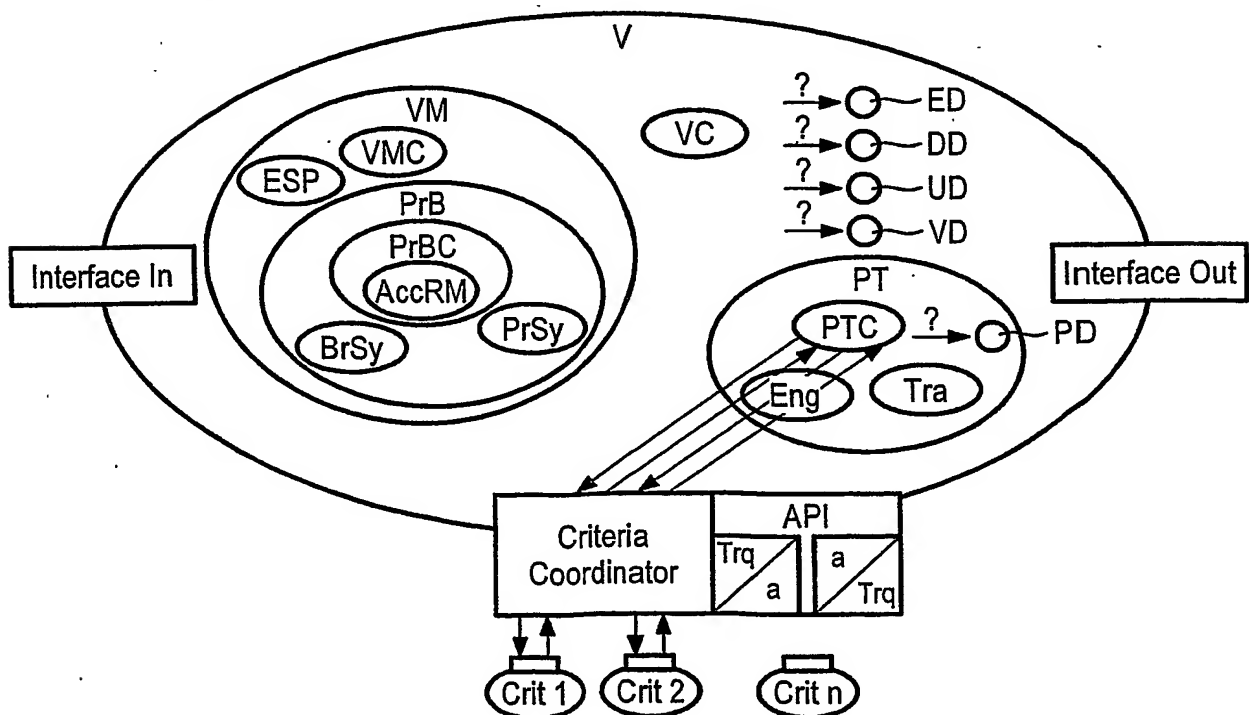 V
VM
VMC
ESP
PrB
PrBC
AccRM
BrSy
PrSy
VC
? ED
? DD
? UD
? VD
Interface In
Interface Out
PT
PTC
? PD
Eng
Tra
Criteria
Coordinator
API
Trq
a
a
Trq
Crit 1
Crit 2
Crit n